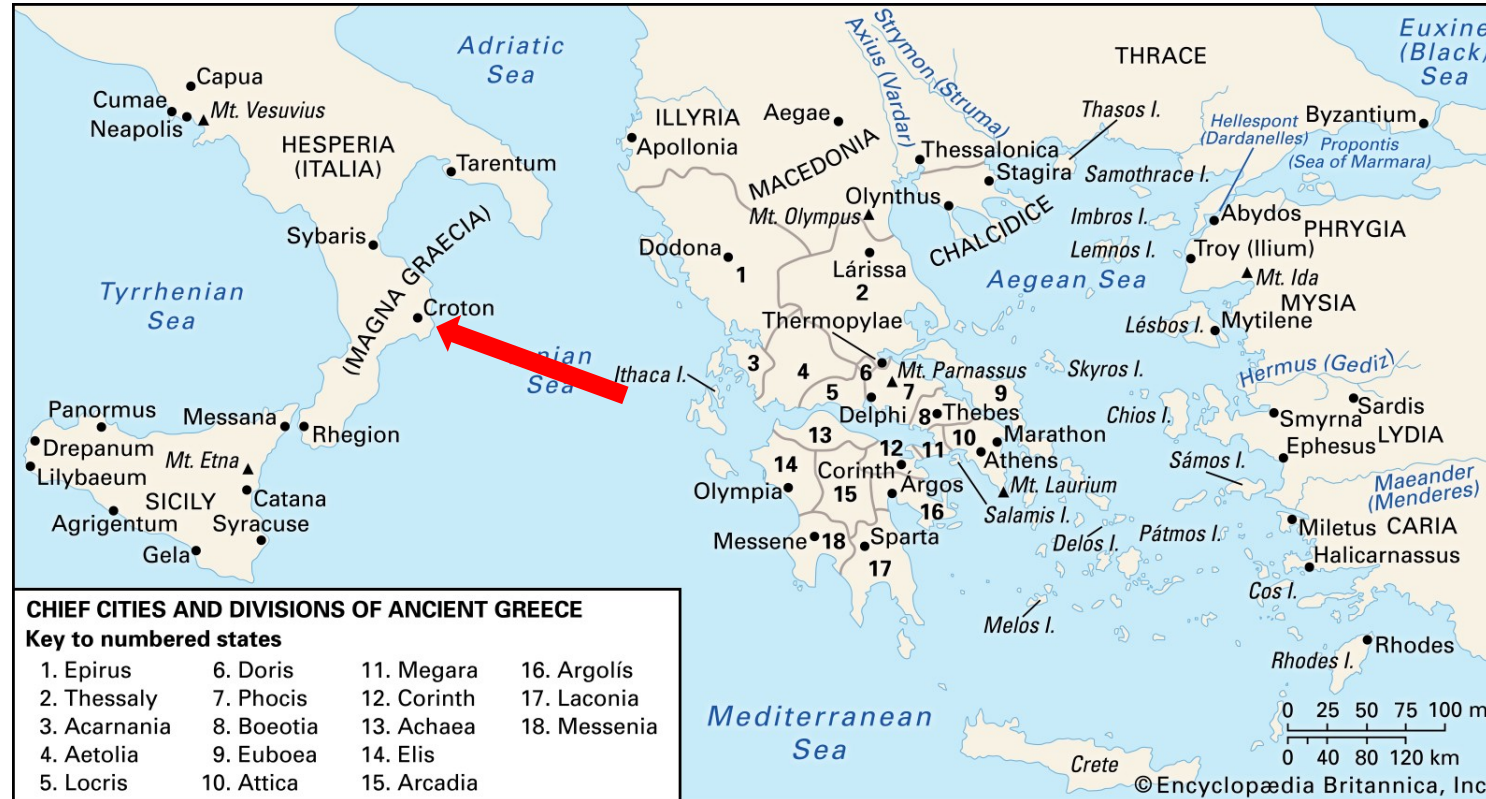 Adriatic
Sea
Strymon (Struma)
Axius (Vardar)
THRACE
Euxine
(Black)
Sea
Capua
Cumae
Mt. Vesuvius
Neapolis
HESPERIA
(ITALIA)
Tarentum
ILLYRIA
Apollonia
Aegae
MACEDONIA
Thessalonica
Stagira
Olynthus
Mt. Olympus
CHALCIDICE
Thasos I.
Samothrace I.
Hellespont
(Dardanelles)
Byzantium
Propontis
(Sea of Marmara)
Imbros I.
Abydos
PHRYGIA
Lemnos I.
Troy (Ilium)
Mt. Ida
MYSIA
Sybaris
(MAGNA GRAECIA)
Dodona
1
Lárissa
2
Aegean Sea
Tyrrhenian
Sea
Croton
Thermopylae
Lésbos I.
Mytilene
Sea
Ithaca I.
3
4
5
6
Mt. Parnassus
7
Delphi
8
Thebes
9
Skyros I.
Hermus (Gediz)
Chios I.
Smyrna
Sardis
LYDIA
Ephesus
Panormus
Messana
Rhegion
Drepanum
Mt. Etna
Lilybaeum
SICILY
Catana
Agrigentum
Syracuse
Gela
13
12
11
10
Marathon
Athens
14
Corinth
Olympia
15
Árgos
Mt. Laurium
16
Salamis I.
Sámos I.
Maeander
(Menderes)
Messene
18
Sparta
17
Delos I.
Pátmos I.
Miletus
CARIA
Halicarnassus
Cos I.
Melos I.
Rhodes
Rhodes I.
Mediterranean
Sea
Crete
CHIEF CITIES AND DIVISIONS OF ANCIENT GREECE
Key to numbered states
1. Epirus
2. Thessaly
3. Acarnania
4. Aetolia
5. Locris
6. Doris
7. Phocis
8. Boeotia
9. Euboea
10. Attica
11. Megara
12. Corinth
13. Achaea
14. Elis
15. Arcadia
16. Argolís
17. Laconia
18. Messenia
0 25 50 75 100 m
0 40 80 120 km
©Encyclopædia Britannica, Inc